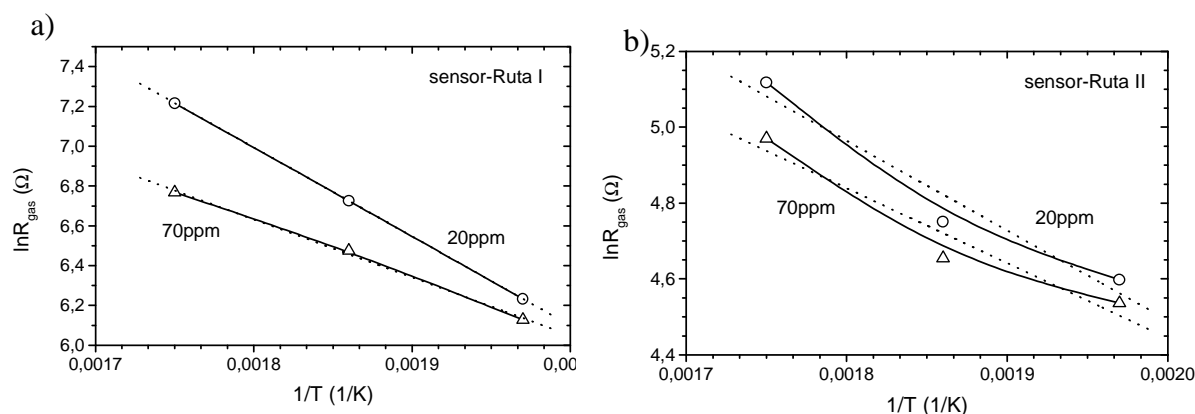 a)
sensor-Ruta I
7,4
7,2
7,0
6,8
6,6
6,4
6,2
6,0
lnRgas (Ω)
20ppm
70ppm
0,0017
0,0018
0,0019
0,00
1/T (1/K)
b)
sensor-Ruta II
5,2
5,0
4,8
4,6
4,4
lnRgas (Ω)
20ppm
70ppm
0,0017
0,0018
0,0019
0,0020
1/T (1/K)